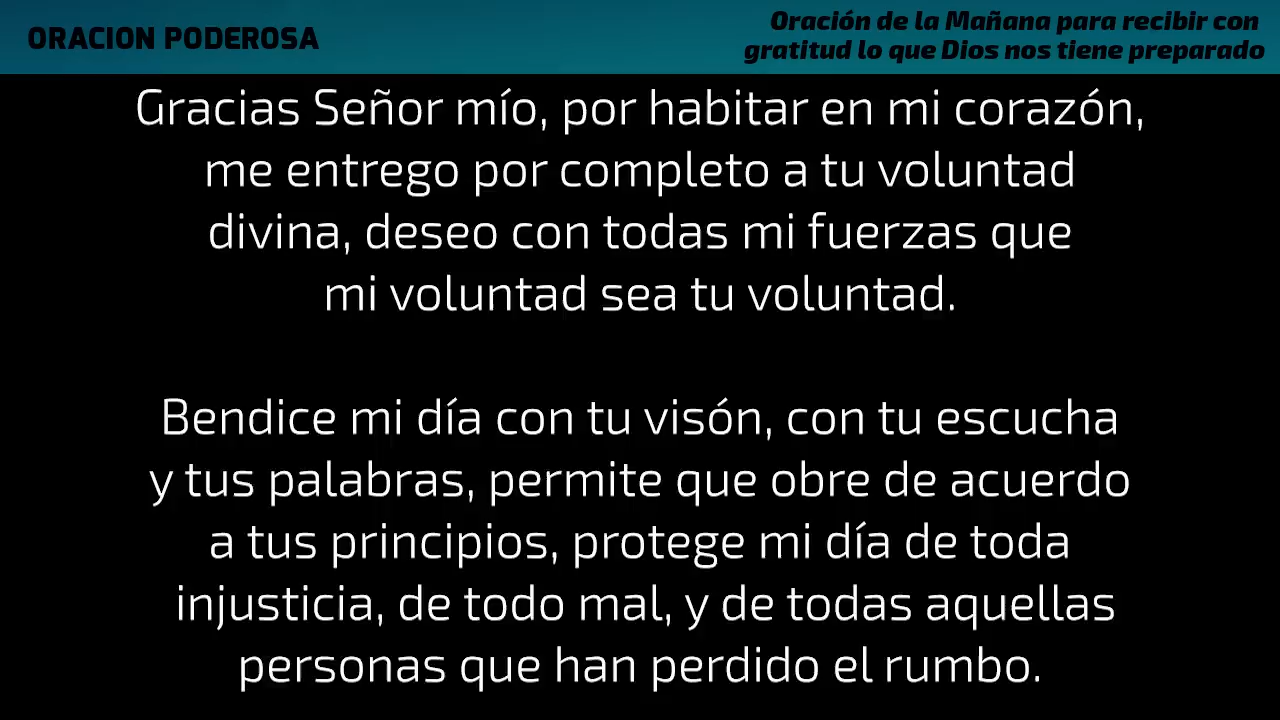 ORACION PODEROSA
Oración de la Mañana para recibir con
gratitud lo que Dios nos tiene preparado
Gracias Señor mío, por habitar en mi corazón,
me entrego por completo a tu voluntad
divina, deseo con todas mi fuerzas que
mi voluntad sea tu voluntad.
Bendice mi día con tu visón, con tu escucha
y tus palabras, permite que obre de acuerdo
a tus principios, protege mi día de toda
injusticia, de todo mal, y de todas aquellas
personas que han perdido el rumbo.